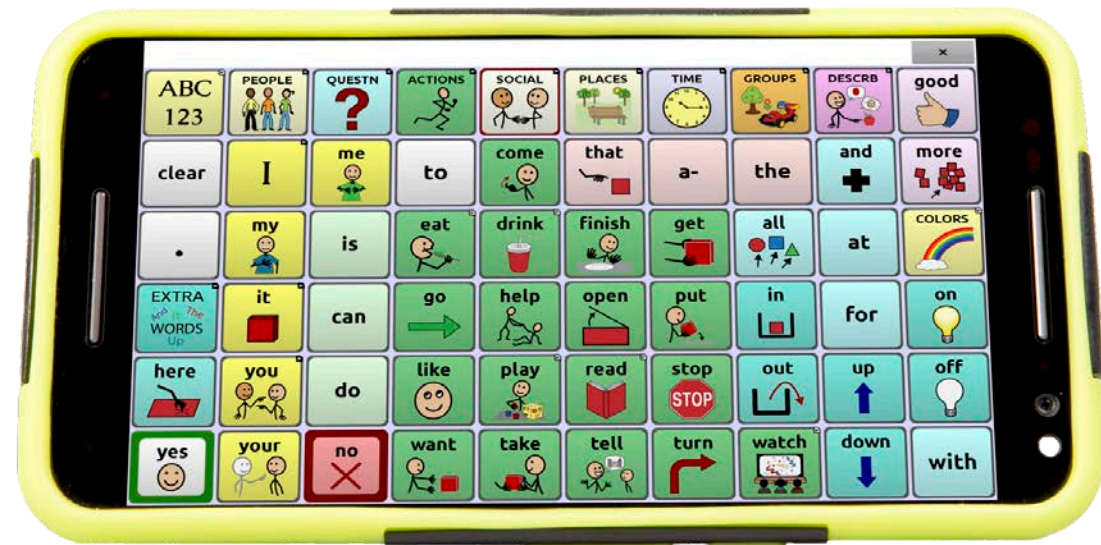 ×
ABC 123
PEOPLE
QUESTN
?
ACTIONS
SOCIAL
PLACES
TIME
GROUPS
DESCRB
good
clear
I
me
to
come
that
a-
the
and
more
.
my
is
eat
drink
finish
get
all
at
COLORS
EXTRA
And It The
WORDS
Up
it
can
go
help
open
put
in
for
on
here
you
do
like
play
read
stop
STOP
out
up
off
yes
your
no
want
take
tell
turn
watch
down
with